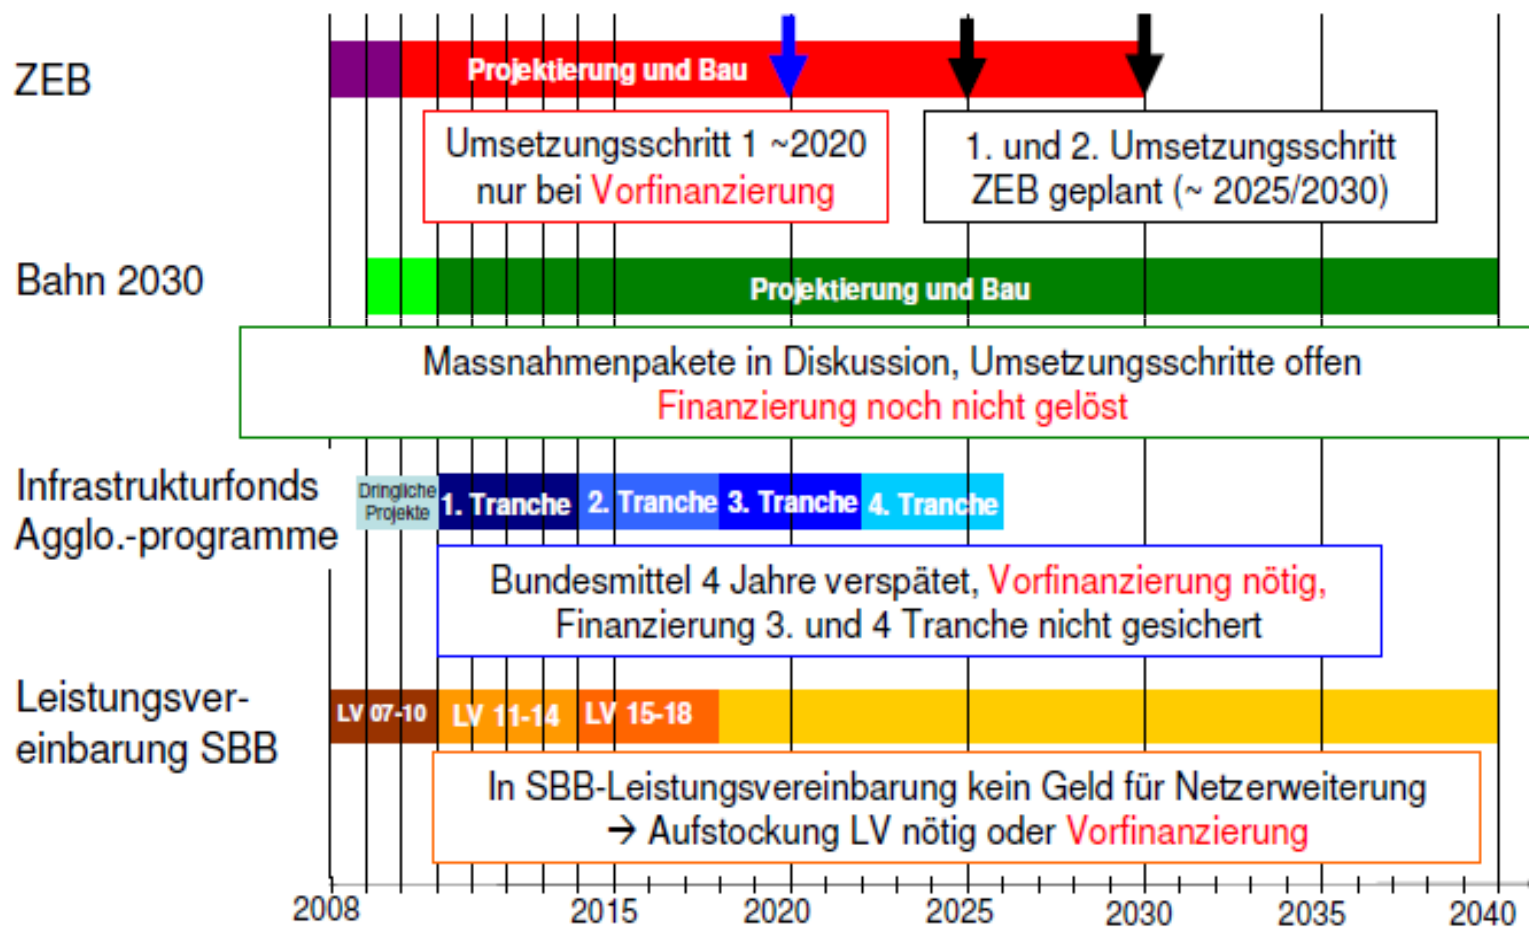 ZEB
Projektierung und Bau
Umsetzungsschritt 1 ~2020
nur bei Vorfinanzierung
1. und 2. Umsetzungsschritt
ZEB geplant (~ 2025/2030)
Bahn 2030
Projektierung und Bau
Massnahmenpakete in Diskussion, Umsetzungsschritte offen
Finanzierung noch nicht gelöst
Infrastrukturfonds
Agglo.-programme
Dringliche
Projekte
1. Tranche
2. Tranche
3. Tranche
4. Tranche
Bundesmittel 4 Jahre verspätet, Vorfinanzierung nötig,
Finanzierung 3. und 4 Tranche nicht gesichert
Leistungsver-
einbarung SBB
LV 07-10
LV 11-14
LV 15-18
In SBB-Leistungsvereinbarung kein Geld für Netzerweiterung
→ Aufstockung LV nötig oder Vorfinanzierung
2008
2015
2020
2025
2030
2035
2040